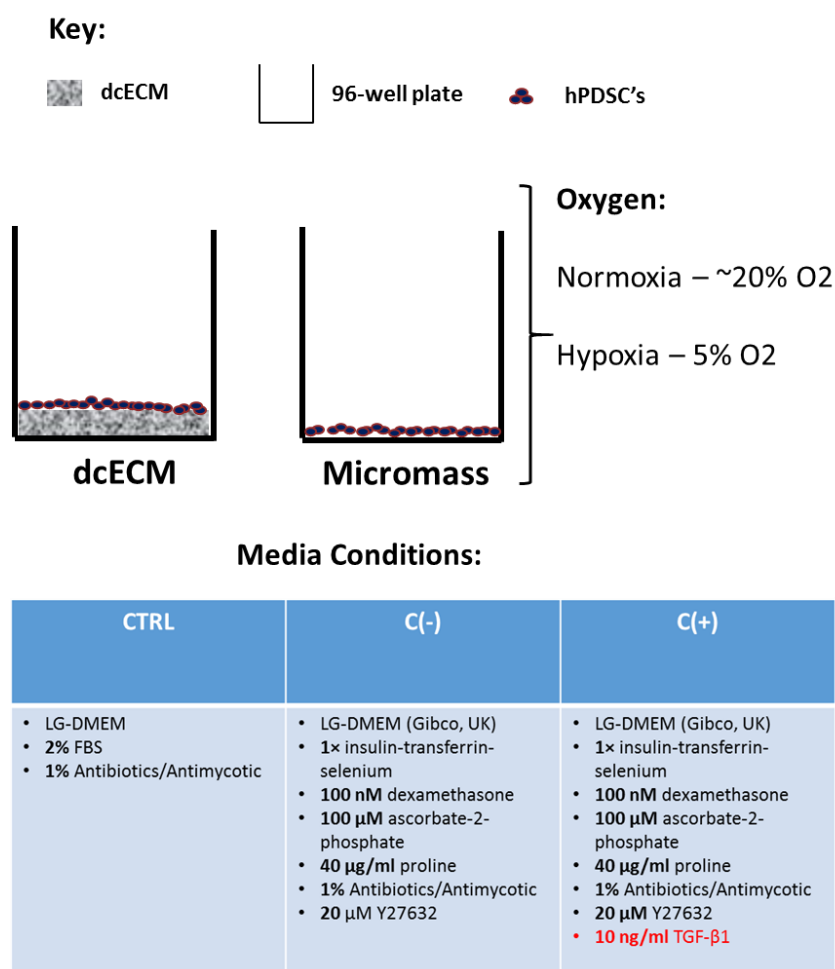 Key:
dcECM
96-well plate
hPDSC's
Oxygen:
Normoxia – ~20% O2
Hypoxia – 5% O2
dcECM
Micromass
Media Conditions:
CTRL
C(-)
C(+)
• LG-DMEM
• 2% FBS
• 1% Antibiotics/Antimycotic
• LG-DMEM (Gibco, UK)
• 1× insulin-transferrin-
selenium
• 100 nM dexamethasone
• 100 µM ascorbate-2-
phosphate
• 40 µg/ml proline
• 1% Antibiotics/Antimycotic
• 20 µM Y27632
• LG-DMEM (Gibco, UK)
• 1× insulin-transferrin-
selenium
• 100 nM dexamethasone
• 100 µM ascorbate-2-
phosphate
• 40 µg/ml proline
• 1% Antibiotics/Antimycotic
• 20 µM Y27632
• 10 ng/ml TGF-β1